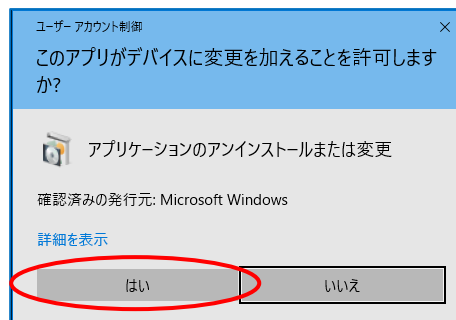 ユーザー アカウント制御
このアプリがデバイスに変更を加えることを許可します
か?
アプリケーションのアンインストールまたは変更
確認済みの発行元: Microsoft Windows
詳細を表示
はい
いいえ